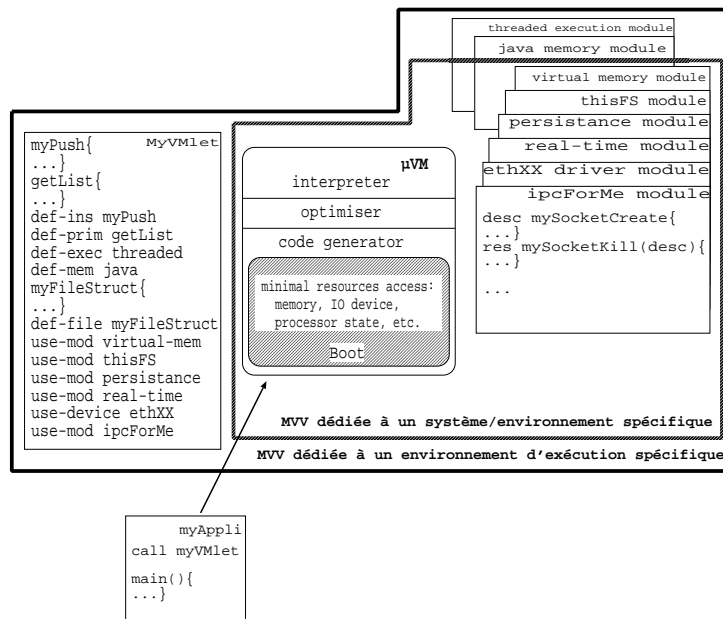 threaded execution module
java memory module
virtual memory module
thisFS module
persistance module
real-time module
ethXX driver module
ipcForMe module
desc mySocketCreate{
...}
res mySocketKill(desc){
...}
...
MyVMlet
myPush{
...}
getList{
...}
def-ins myPush
def-prim getList
def-exec threaded
def-mem java
myFileStruct{
...}
def-file myFileStruct
use-mod virtual-mem
use-mod thisFS
use-mod persistance
use-mod real-time
use-device ethXX
use-mod ipcForMe
µVM
interpreter
optimiser
code generator
minimal resources access:
memory, IO device,
processor state, etc.
Boot
MVV dédiée à un système/environnement spécifique
MVV dédiée à un environnement d'exécution spécifique
myAppli
call myVMlet
main(){
...}